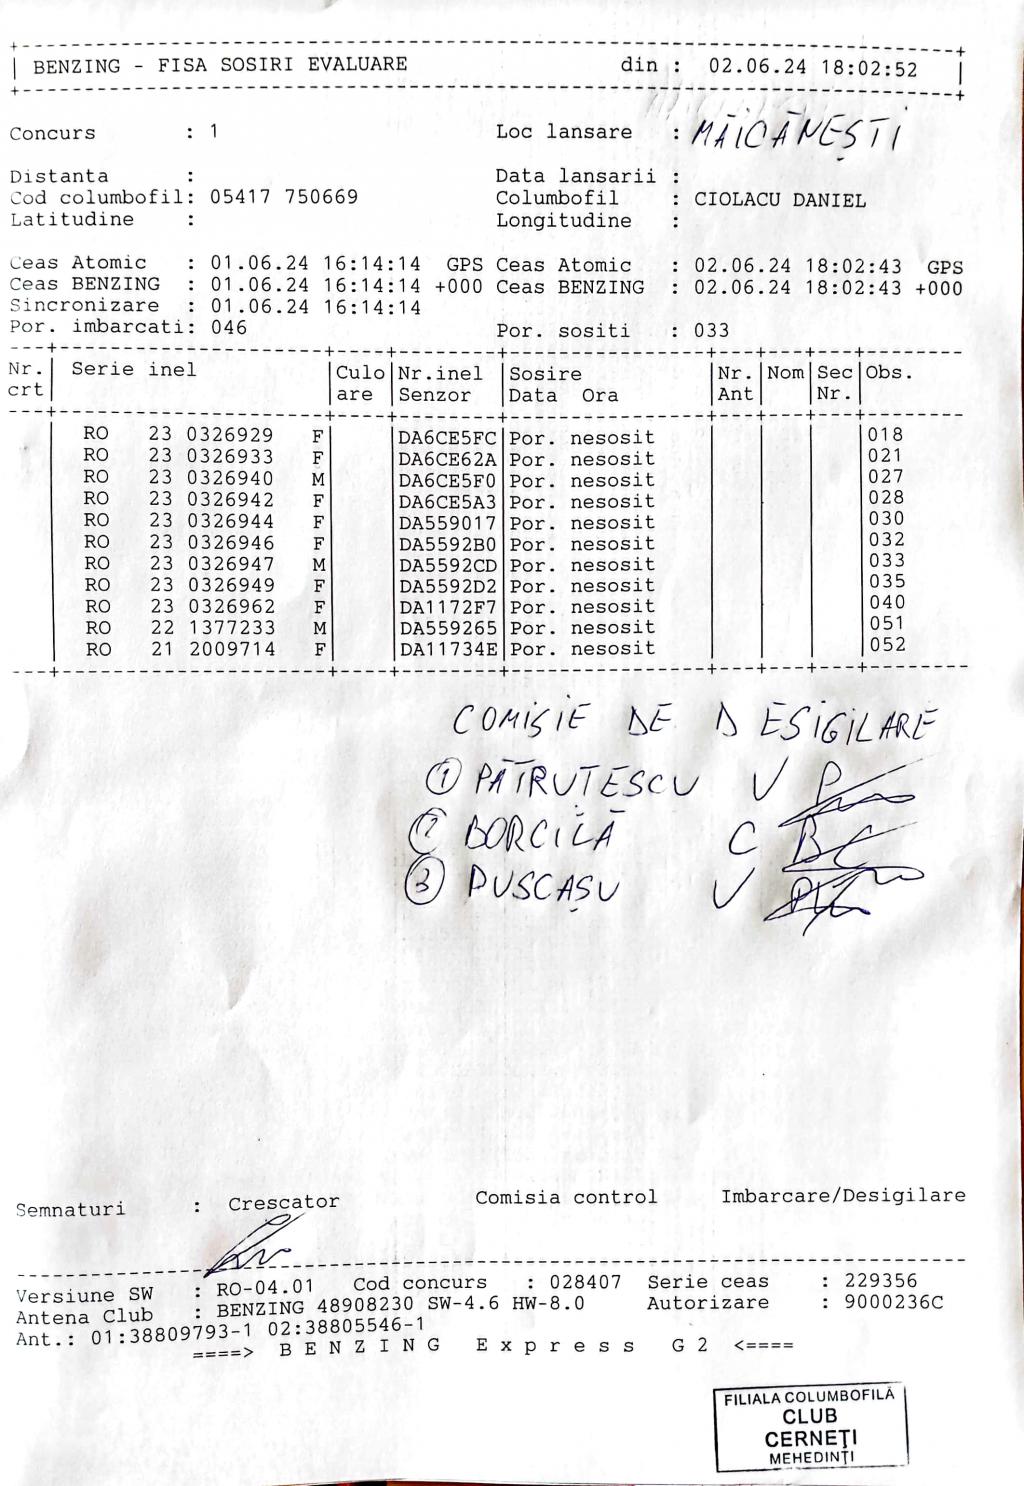 BENZING - FISA SOSIRI EVALUARE din : 02.06.24 18:02:52
Concurs : 1 Loc lansare : MĂICĂNEȘTI
Distanta : Data lansarii :
Cod columbofil: 05417 750669 Columbofil : CIOLACU DANIEL
Latitudine : Longitudine :
Ceas Atomic : 01.06.24 16:14:14 GPS Ceas Atomic : 02.06.24 18:02:43 GPS
Ceas BENZING : 01.06.24 16:14:14 +000 Ceas BENZING : 02.06.24 18:02:43 +000
Sincronizare : 01.06.24 16:14:14
Por. imbarcati: 046 Por. sositi : 033
Nr. Serie inel Culo Nr.inel Sosire Nr. Nom Sec Obs.
crt are Senzor Data Ora Ant Nr.
RO 23 0326929 F DA6CE5FC Por. nesosit 018
RO 23 0326933 F DA6CE62A Por. nesosit 021
RO 23 0326940 M DA6CE5F0 Por. nesosit 027
RO 23 0326942 F DA6CE5A3 Por. nesosit 028
RO 23 0326944 F DA559017 Por. nesosit 030
RO 23 0326946 F DA5592B0 Por. nesosit 032
RO 23 0326947 M DA5592CD Por. nesosit 033
RO 23 0326949 F DA5592D2 Por. nesosit 035
RO 23 0326962 F DA1172F7 Por. nesosit 040
RO 22 1377233 M DA559265 Por. nesosit 051
RO 21 2009714 F DA11734E Por. nesosit 052
COMISIE DE DESIGILARE
1 PĂTRUTESCU V
2 BORCILĂ C
3 PUSCAȘU V
Semnaturi : Crescator Comisia control Imbarcare/Desigilare
Versiune SW : RO-04.01 Cod concurs : 028407 Serie ceas : 229356
Antena Club : BENZING 48908230 SW-4.6 HW-8.0 Autorizare : 9000236C
Ant.: 01:38809793-1 02:38805546-1
====> B E N Z I N G E x p r e s s G 2 <====
FILIALA COLUMBOFILĂ
CLUB
CERNEȚI
MEHEDINȚI